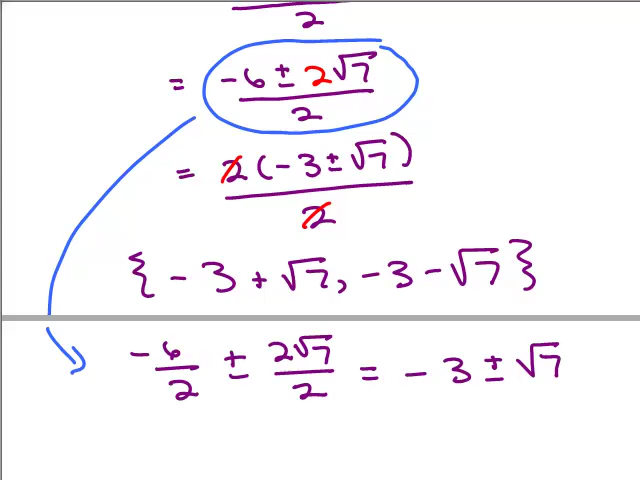 2
= (-6 ± 2√7)/2
= 2(-3 ± √7)/2
{ -3 + √7, -3 - √7 }
-6/2 ± 2√7/2 = -3 ± √7